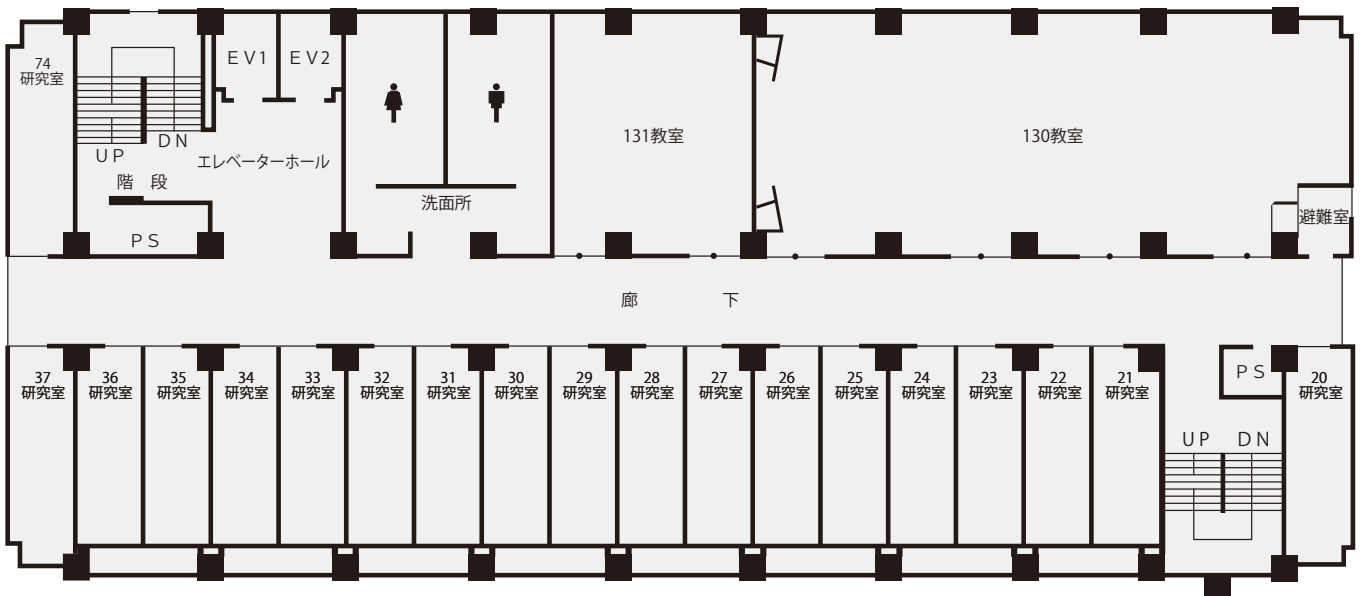 74
研究室
ＥＶ1
ＥＶ2
131教室
130教室
ＵＰ
ＤＮ
エレベーターホール
階　段
洗面所
避難室
ＰＳ
廊　　　　　下
37
研究室
36
研究室
35
研究室
34
研究室
33
研究室
32
研究室
31
研究室
30
研究室
29
研究室
28
研究室
27
研究室
26
研究室
25
研究室
24
研究室
23
研究室
22
研究室
21
研究室
ＰＳ
20
研究室
ＵＰ
ＤＮ